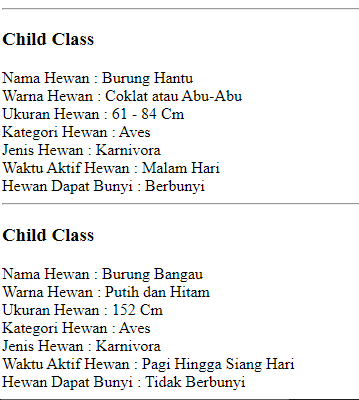 Child Class
Nama Hewan : Burung Hantu
Warna Hewan : Coklat atau Abu-Abu
Ukuran Hewan : 61 - 84 Cm
Kategori Hewan : Aves
Jenis Hewan : Karnivora
Waktu Aktif Hewan : Malam Hari
Hewan Dapat Bunyi : Berbunyi
Child Class
Nama Hewan : Burung Bangau
Warna Hewan : Putih dan Hitam
Ukuran Hewan : 152 Cm
Kategori Hewan : Aves
Jenis Hewan : Karnivora
Waktu Aktif Hewan : Pagi Hingga Siang Hari
Hewan Dapat Bunyi : Tidak Berbunyi